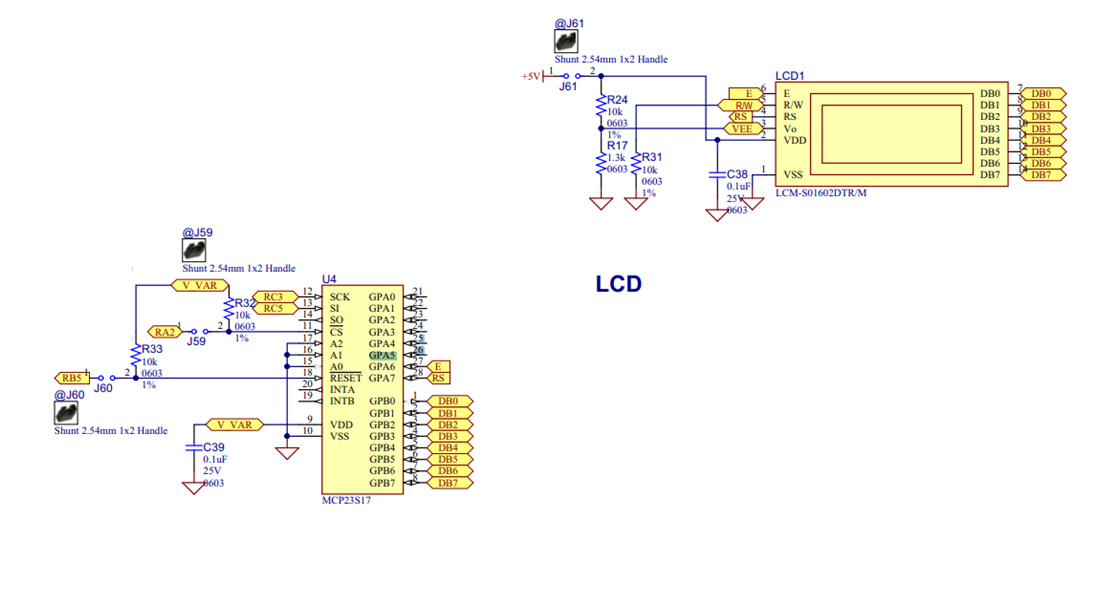 @J61
Shunt 2.54mm 1x2 Handle
+5V 1 2
J61
R24
10k
0603
1%
R17
1.3k
0603
R31
10k
0603
1%
C38
0.1uF
25V
0603
LCD1
E 6 E DB0 7 DB0
R/W 5 R/W DB1 8 DB1
RS 4 RS DB2 9 DB2
VEE 3 Vo DB3 10 DB3
2 VDD DB4 11 DB4
DB5 12 DB5
DB6 13 DB6
1 VSS DB7 14 DB7
LCM-S01602DTR/M
LCD
@J59
Shunt 2.54mm 1x2 Handle
V_VAR
R32
10k
0603
1%
RA2 1 2
J59
R33
10k
0603
1%
RB5 1 2
J60
@J60
Shunt 2.54mm 1x2 Handle
V_VAR
C39
0.1uF
25V
0603
U4
RC3 12 SCK GPA0 21
RC5 13 SI GPA1 22
14 SO GPA2 23
11 CS GPA3 24
17 A2 GPA4 25
16 A1 GPA5 26
15 A0 GPA6 27 E
18 RESET GPA7 28 RS
20 INTA
19 INTB GPB0 1 DB0
GPB1 2 DB1
9 VDD GPB2 3 DB2
10 VSS GPB3 4 DB3
GPB4 5 DB4
GPB5 6 DB5
GPB6 7 DB6
GPB7 8 DB7
MCP23S17